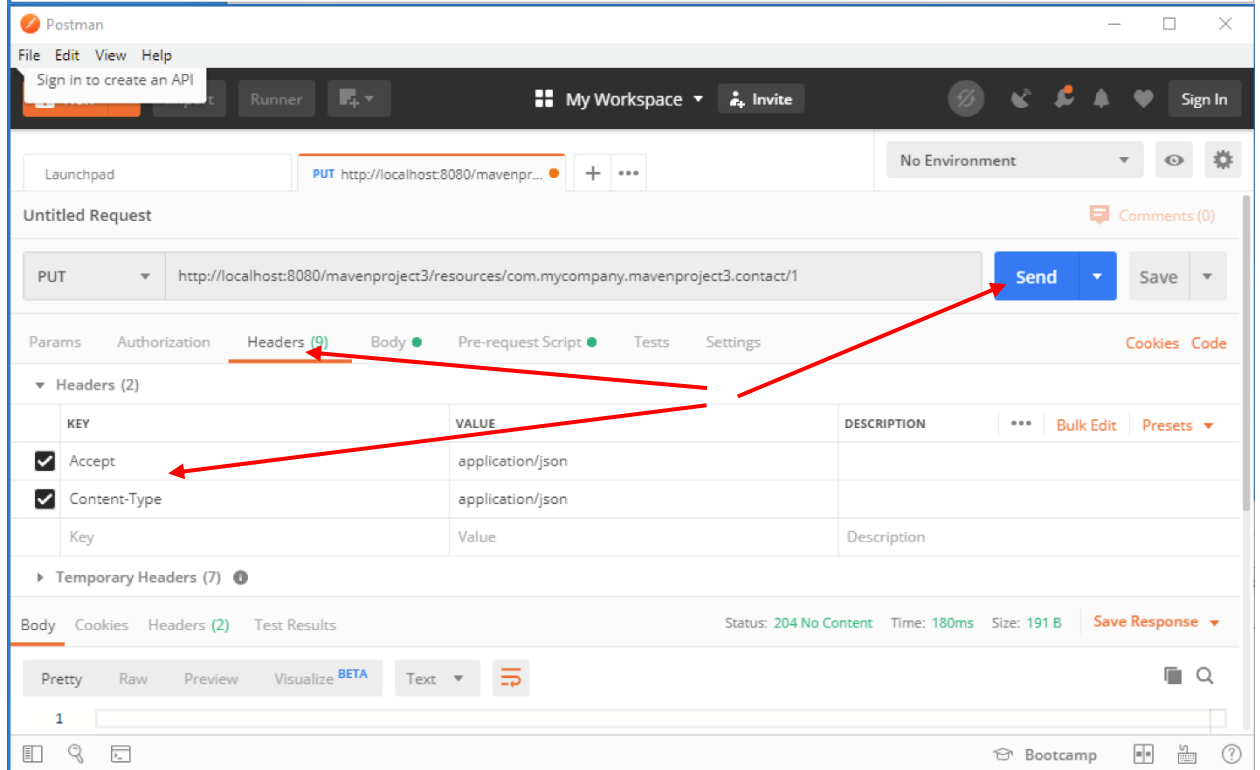 Postman
File Edit View Help
Sign in to create an API
Runner
My Workspace
Invite
Sign In
Launchpad
PUT http://localhost:8080/mavenpr...
No Environment
Untitled Request
Comments (0)
PUT
http://localhost:8080/mavenproject3/resources/com.mycompany.mavenproject3.contact/1
Send
Save
Params Authorization Headers (9) Body Pre-request Script Tests Settings Cookies Code
Headers (2)
KEY VALUE DESCRIPTION ••• Bulk Edit Presets
Accept application/json
Content-Type application/json
Key Value Description
Temporary Headers (7)
Body Cookies Headers (2) Test Results Status: 204 No Content Time: 180ms Size: 191 B Save Response
Pretty Raw Preview Visualize BETA Text
1
Bootcamp